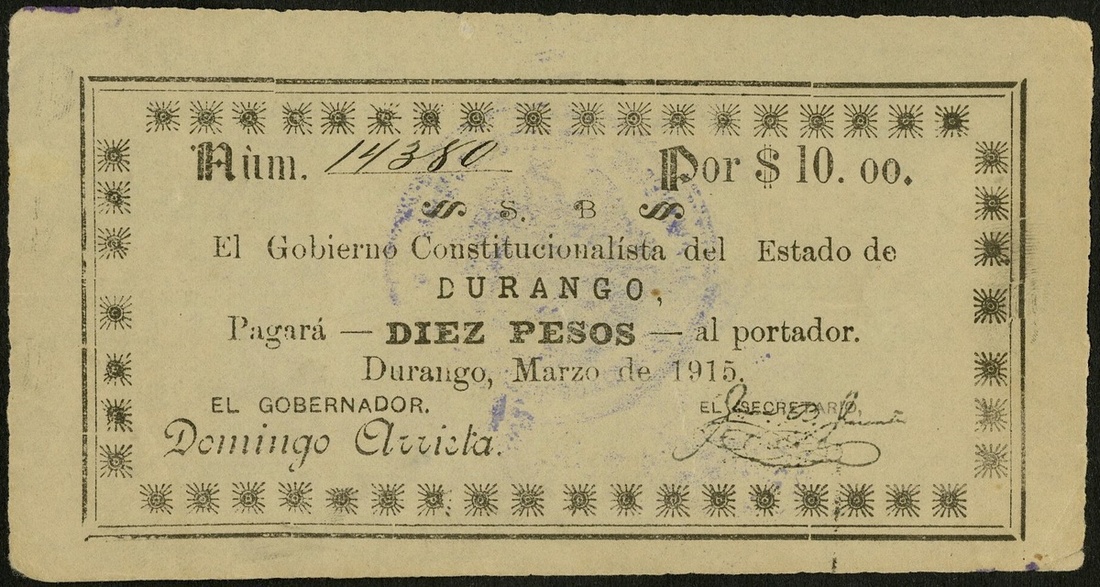 Núm. 14380 Por $ 10.00.
§ S. B §
El Gobierno Constitucionalísta del Estado de
DURANGO,
Pagará — DIEZ PESOS — al portador.
Durango, Marzo de 1915.
EL GOBERNADOR. EL SECRETARIO,
Domingo Arrieta.